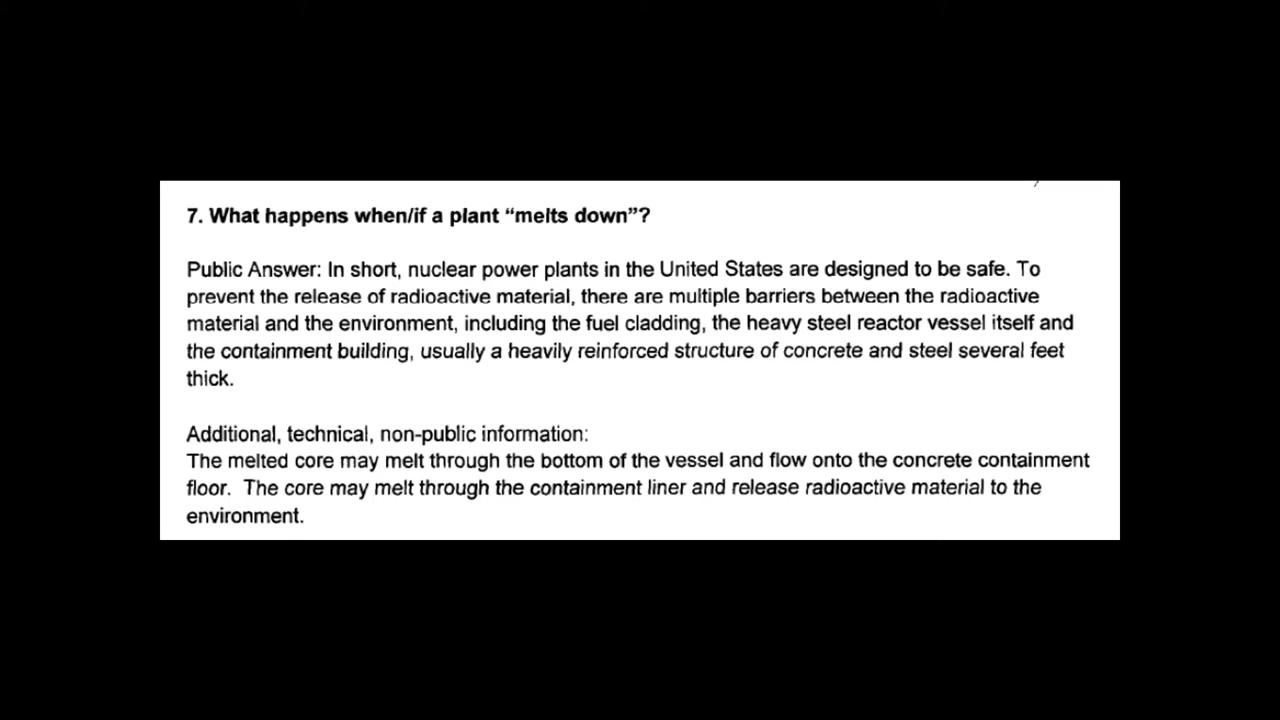 7. What happens when/if a plant “melts down”?
Public Answer: In short, nuclear power plants in the United States are designed to be safe. To
prevent the release of radioactive material, there are multiple barriers between the radioactive
material and the environment, including the fuel cladding, the heavy steel reactor vessel itself and
the containment building, usually a heavily reinforced structure of concrete and steel several feet
thick.
Additional, technical, non-public information:
The melted core may melt through the bottom of the vessel and flow onto the concrete containment
floor. The core may melt through the containment liner and release radioactive material to the
environment.